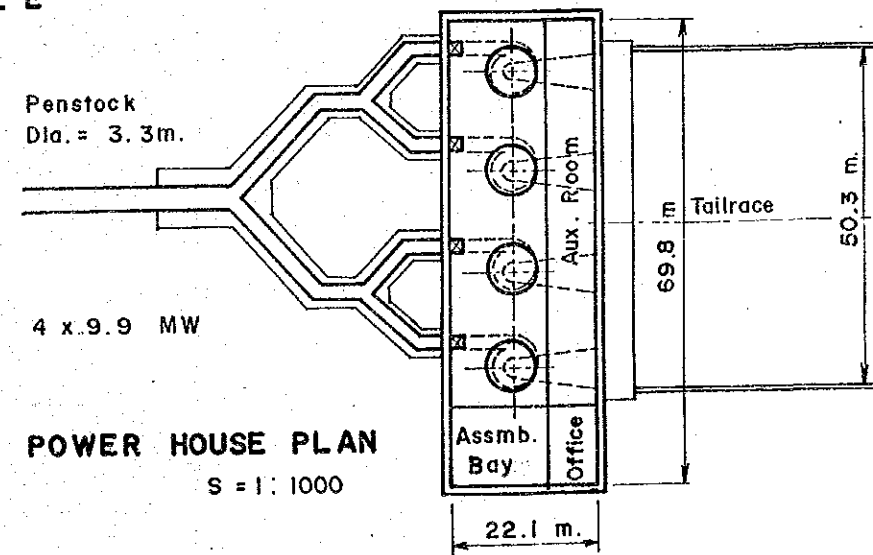 Penstock
Dia. = 3.3m.
4 x 9.9 MW
POWER HOUSE PLAN
S = 1 : 1000
Aux. Room
Assmb.
Bay
Office
69.8 m
Tailrace
50.3 m.
22.1 m.